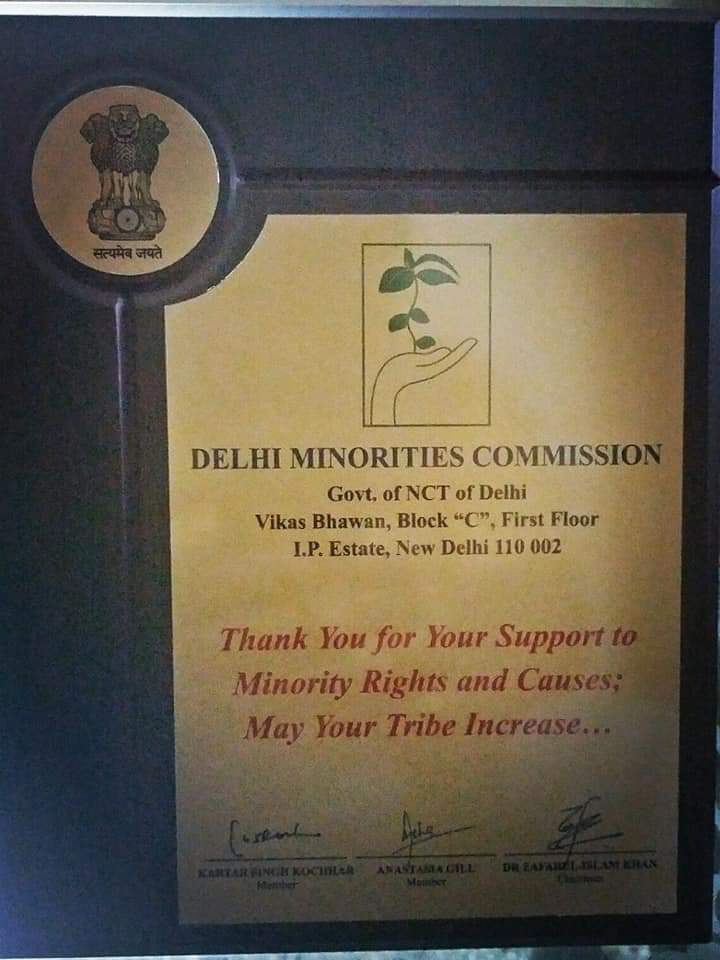 सत्यमेव जयते
DELHI MINORITIES COMMISSION
Govt. of NCT of Delhi
Vikas Bhawan, Block “C”, First Floor
I.P. Estate, New Delhi 110 002
Thank You for Your Support to
Minority Rights and Causes;
May Your Tribe Increase...
KARTAR SINGH KOCHHAR
Member
ANASTASIA GILL
Member
DR ZAFARUL-ISLAM KHAN
Chairman